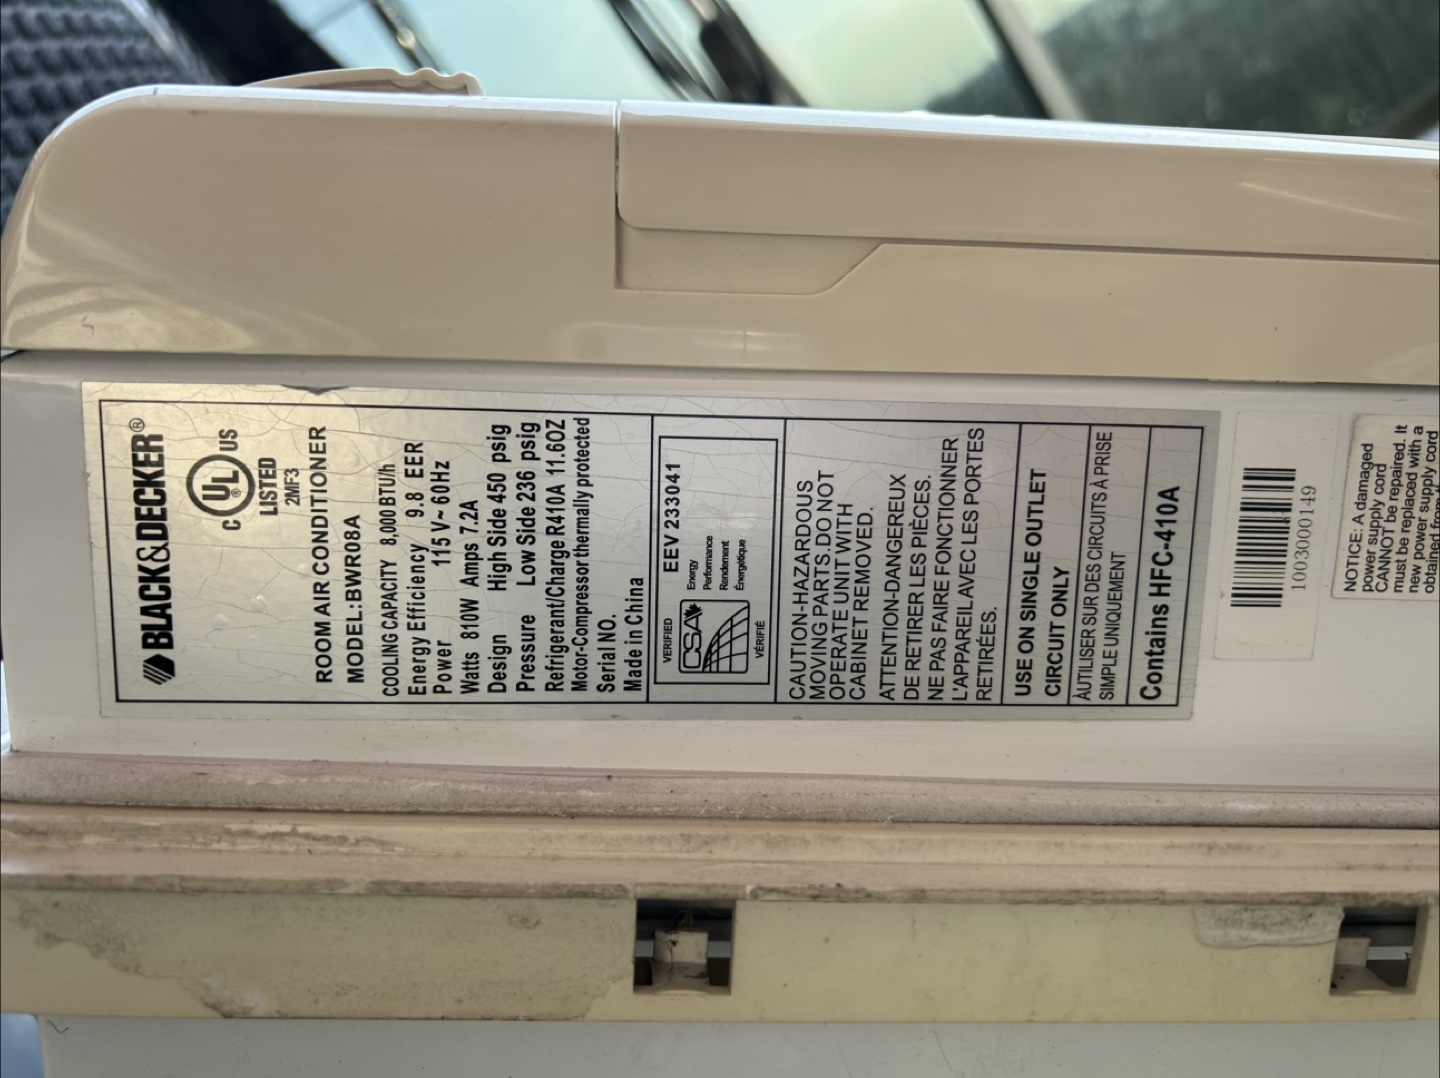 BLACK&DECKER®
C UL® US
LISTED
2MF3
ROOM AIR CONDITIONER
MODEL:BWR08A
COOLING CAPACITY 8,000 BTU/h
Energy Efficiency 9.8 EER
Power 115 V~ 60Hz
Watts 810W Amps 7.2A
Design High Side 450 psig
Pressure Low Side 236 psig
Refrigerant/Charge R410A 11.6OZ
Motor-Compressor thermally protected
Serial NO.
Made in China
VERIFIED
EEV 233041
CSA
Energy
Performance
Rendement
Énergétique
VÉRIFIÉ
CAUTION-HAZARDOUS
MOVING PARTS.DO NOT
OPERATE UNIT WITH
CABINET REMOVED.
ATTENTION-DANGEREUX
DE RETIRER LES PIÈCES.
NE PAS FAIRE FONCTIONNER
L'APPAREIL AVEC LES PORTES
RETIRÉES.
USE ON SINGLE OUTLET
CIRCUIT ONLY
ÀUTILISER SUR DES CIRCUITS À PRISE
SIMPLE UNIQUEMENT
Contains HFC-410A
1003000149
NOTICE: A damaged
power supply cord
CANNOT be repaired. It
must be replaced with a
new power supply cord
obtained from